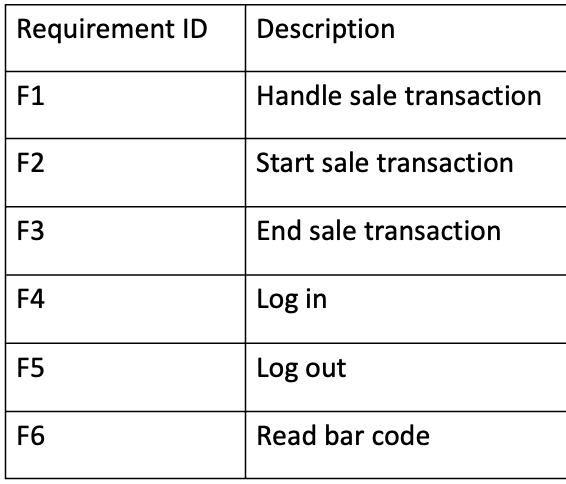 Requirement ID Description
F1 Handle sale transaction
F2 Start sale transaction
F3 End sale transaction
F4 Log in
F5 Log out
F6 Read bar code